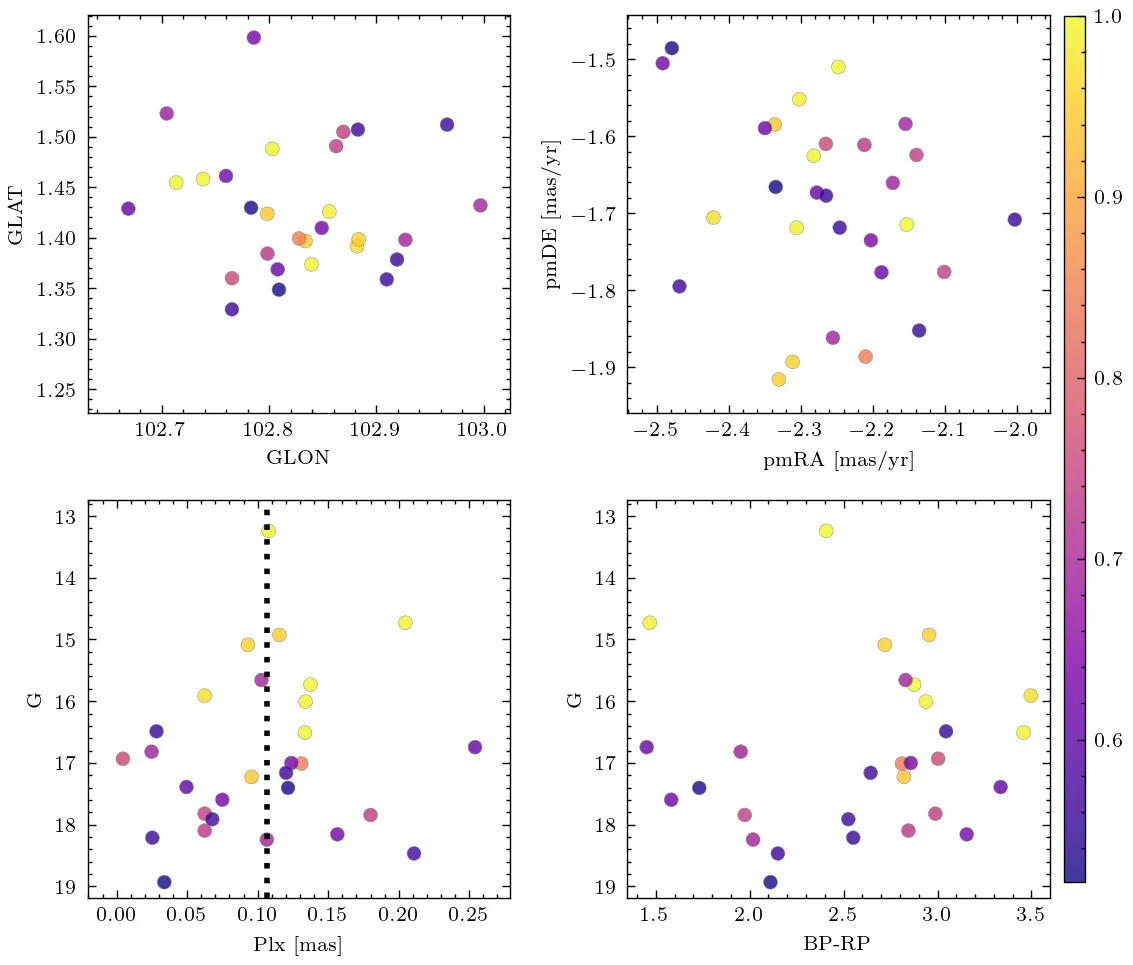 1.60
1.55
1.50
1.45
1.40
1.35
1.30
1.25
GLAT
102.7 102.8 102.9 103.0
GLON
−1.5
−1.6
−1.7
−1.8
−1.9
pmDE [mas/yr]
−2.5 −2.4 −2.3 −2.2 −2.1 −2.0
pmRA [mas/yr]
13
14
15
16
17
18
19
G
0.00 0.05 0.10 0.15 0.20 0.25
Plx [mas]
13
14
15
16
17
18
19
G
1.5 2.0 2.5 3.0 3.5
BP-RP
1.0
0.9
0.8
0.7
0.6